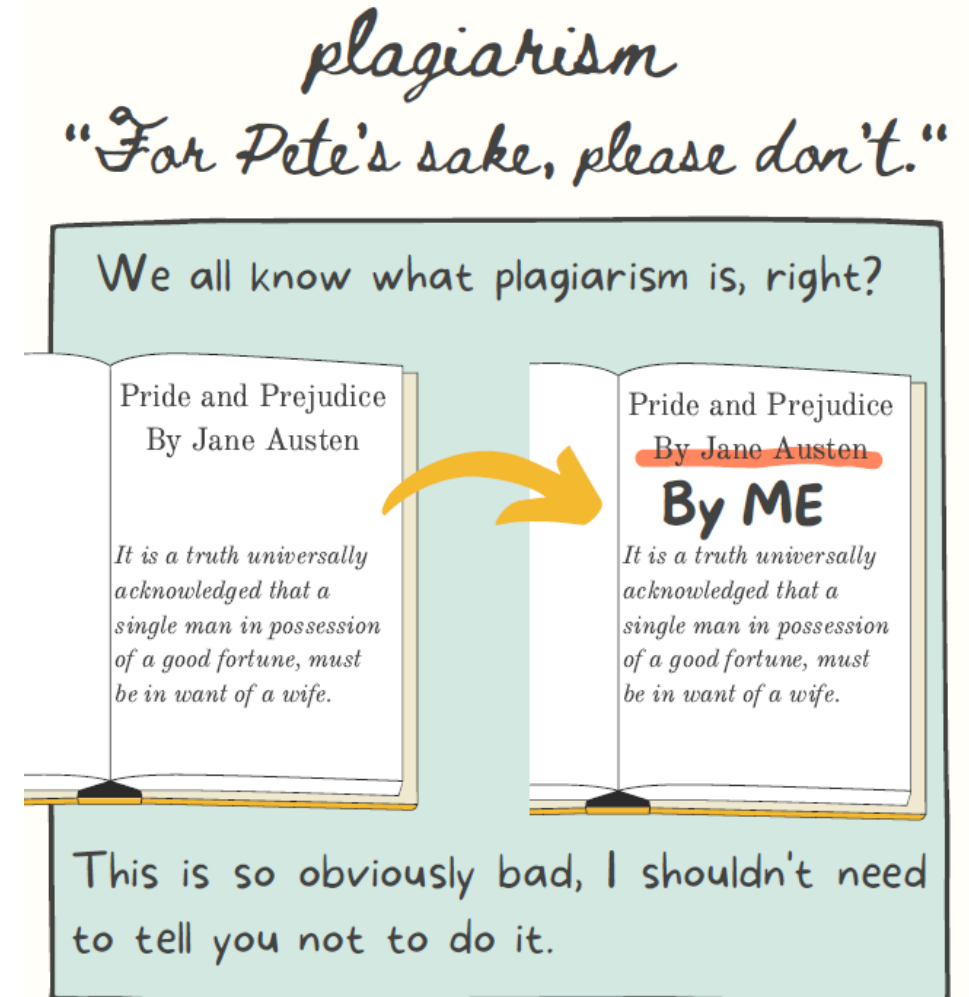 plagiarism
“For Pete's sake, please don't.“
We all know what plagiarism is, right?
Pride and Prejudice
By Jane Austen
It is a truth universally
acknowledged that a
single man in possession
of a good fortune, must
be in want of a wife.
Pride and Prejudice
By Jane Austen
By ME
It is a truth universally
acknowledged that a
single man in possession
of a good fortune, must
be in want of a wife.
This is so obviously bad, I shouldn't need
to tell you not to do it.